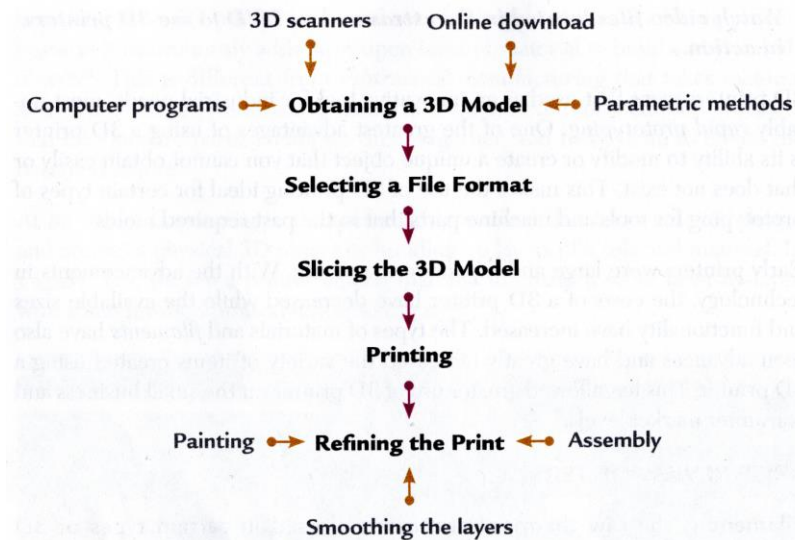 3D scanners Online download
Computer programs Obtaining a 3D Model Parametric methods
Selecting a File Format
Slicing the 3D Model
Printing
Painting Refining the Print Assembly
Smoothing the layers